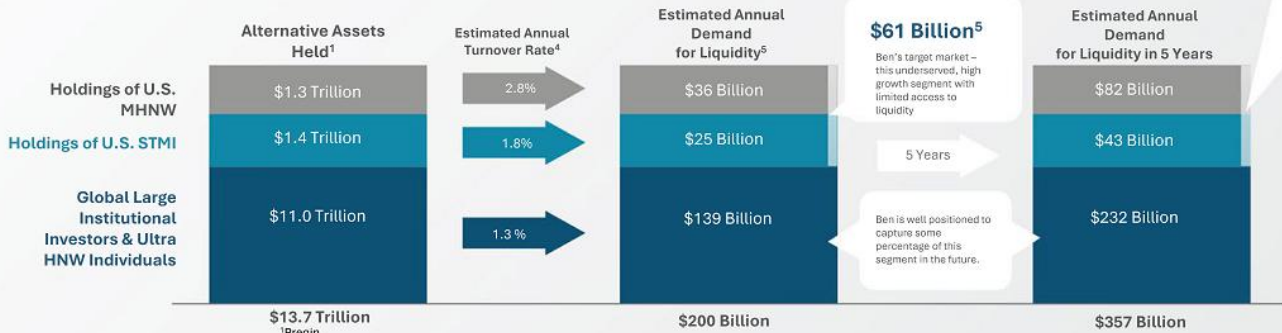 Alternative Assets
Held1
Estimated Annual
Turnover Rate4
Estimated Annual
Demand
for Liquidity5
$61 Billion5
Ben's target market –
this underserved, high
growth segment with
limited access to
liquidity
Estimated Annual
Demand
for Liquidity in 5 Years
Holdings of U.S.
MHNW
$1.3 Trillion
2.8%
$36 Billion
$82 Billion
Holdings of U.S. STMI
$1.4 Trillion
1.8%
$25 Billion
5 Years
$43 Billion
Global Large
Institutional
Investors & Ultra
HNW Individuals
$11.0 Trillion
1.3 %
$139 Billion
Ben is well positioned to
capture some
percentage of this
segment in the future.
$232 Billion
$13.7 Trillion
$200 Billion
$357 Billion